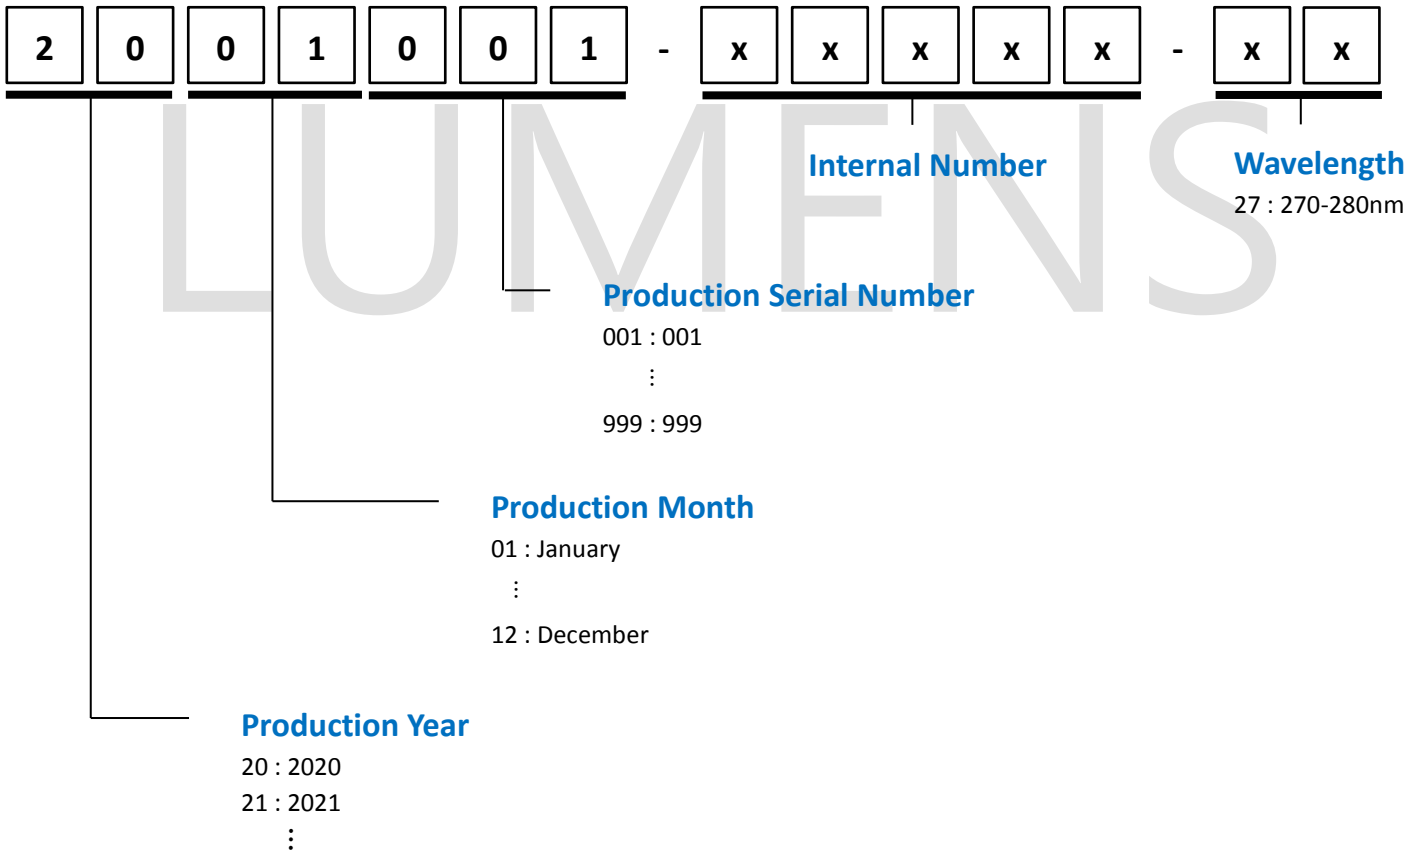 2 0 0 1 0 0 1 - x x x x x - x x
LUMENS
Internal Number
Wavelength
27 : 270-280nm
Production Serial Number
001 : 001
⋮
999 : 999
Production Month
01 : January
⋮
12 : December
Production Year
20 : 2020
21 : 2021
⋮